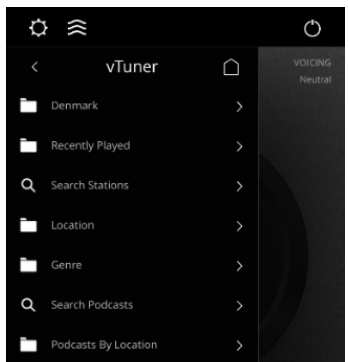 vTuner
VOICING
Neutral
Denmark
Recently Played
Search Stations
Location
Genre
Search Podcasts
Podcasts By Location